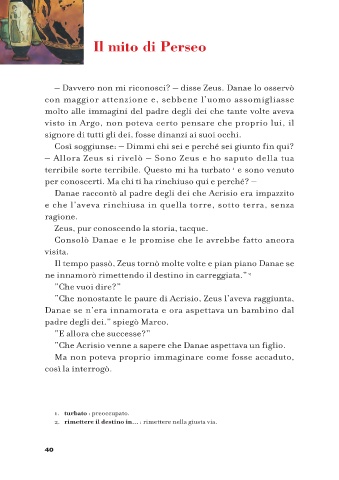 Il mito di Perseo
– Davvero non mi riconosci? – disse Zeus. Danae lo osservò
con maggior attenzione e, sebbene l'uomo assomigliasse
molto alle immagini del padre degli dei che tante volte aveva
visto in Argo, non poteva certo pensare che proprio lui, il
signore di tutti gli dei, fosse dinanzi ai suoi occhi.
Così soggiunse: – Dimmi chi sei e perché sei giunto fin qui?
– Allora Zeus si rivelò – Sono Zeus e ho saputo della tua
terribile sorte terribile. Questo mi ha turbato 1 e sono venuto
per conoscerti. Ma chi ti ha rinchiuso qui e perché? –
Danae raccontò al padre degli dei che Acrisio era impazzito
e che l'aveva rinchiusa in quella torre, sotto terra, senza
ragione.
Zeus, pur conoscendo la storia, tacque.
Consolò Danae e le promise che le avrebbe fatto ancora
visita.
Il tempo passò, Zeus tornò molte volte e pian piano Danae se
ne innamorò rimettendo il destino in carreggiata." 2
"Che vuoi dire?"
"Che nonostante le paure di Acrisio, Zeus l'aveva raggiunta,
Danae se n'era innamorata e ora aspettava un bambino dal
padre degli dei." spiegò Marco.
"E allora che successe?"
"Che Acrisio venne a sapere che Danae aspettava un figlio.
Ma non poteva proprio immaginare come fosse accaduto,
così la interrogò.
1. turbato : preoccupato.
2. rimettere il destino in... : rimettere nella giusta via.
40